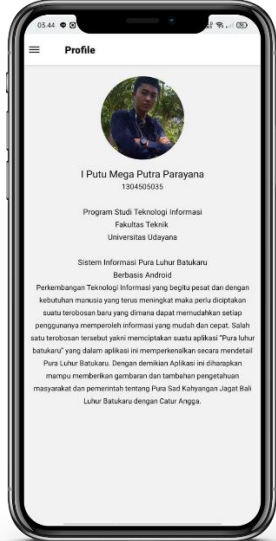 05.44
Profile
I Putu Mega Putra Parayana
1304505035
Program Studi Teknologi Informasi
Fakultas Teknik
Universitas Udayana
Sistem Informasi Pura Luhur Batukaru
Berbasis Android
Perkembangan Teknologi Informasi yang begitu pesat dan dengan
kebutuhan manusia yang terus meningkat maka perlu diciptakan
suatu terobosan baru yang dimana dapat memudahkan setiap
penggunanya memperoleh informasi yang mudah dan cepat. Salah
satu terobosan tersebut yakni menciptakan suatu aplikasi "Pura luhur
batukaru" yang dalam aplikasi ini memperkenalkan secara mendetail
Pura Luhur Batukaru. Dengan demikian Aplikasi ini diharapkan
mampu memberikan gambaran dan tambahan pengetahuan
masyarakat dan pemerintah tentang Pura Sad Kahyangan Jagat Bali
Luhur Batukaru dengan Catur Angga.